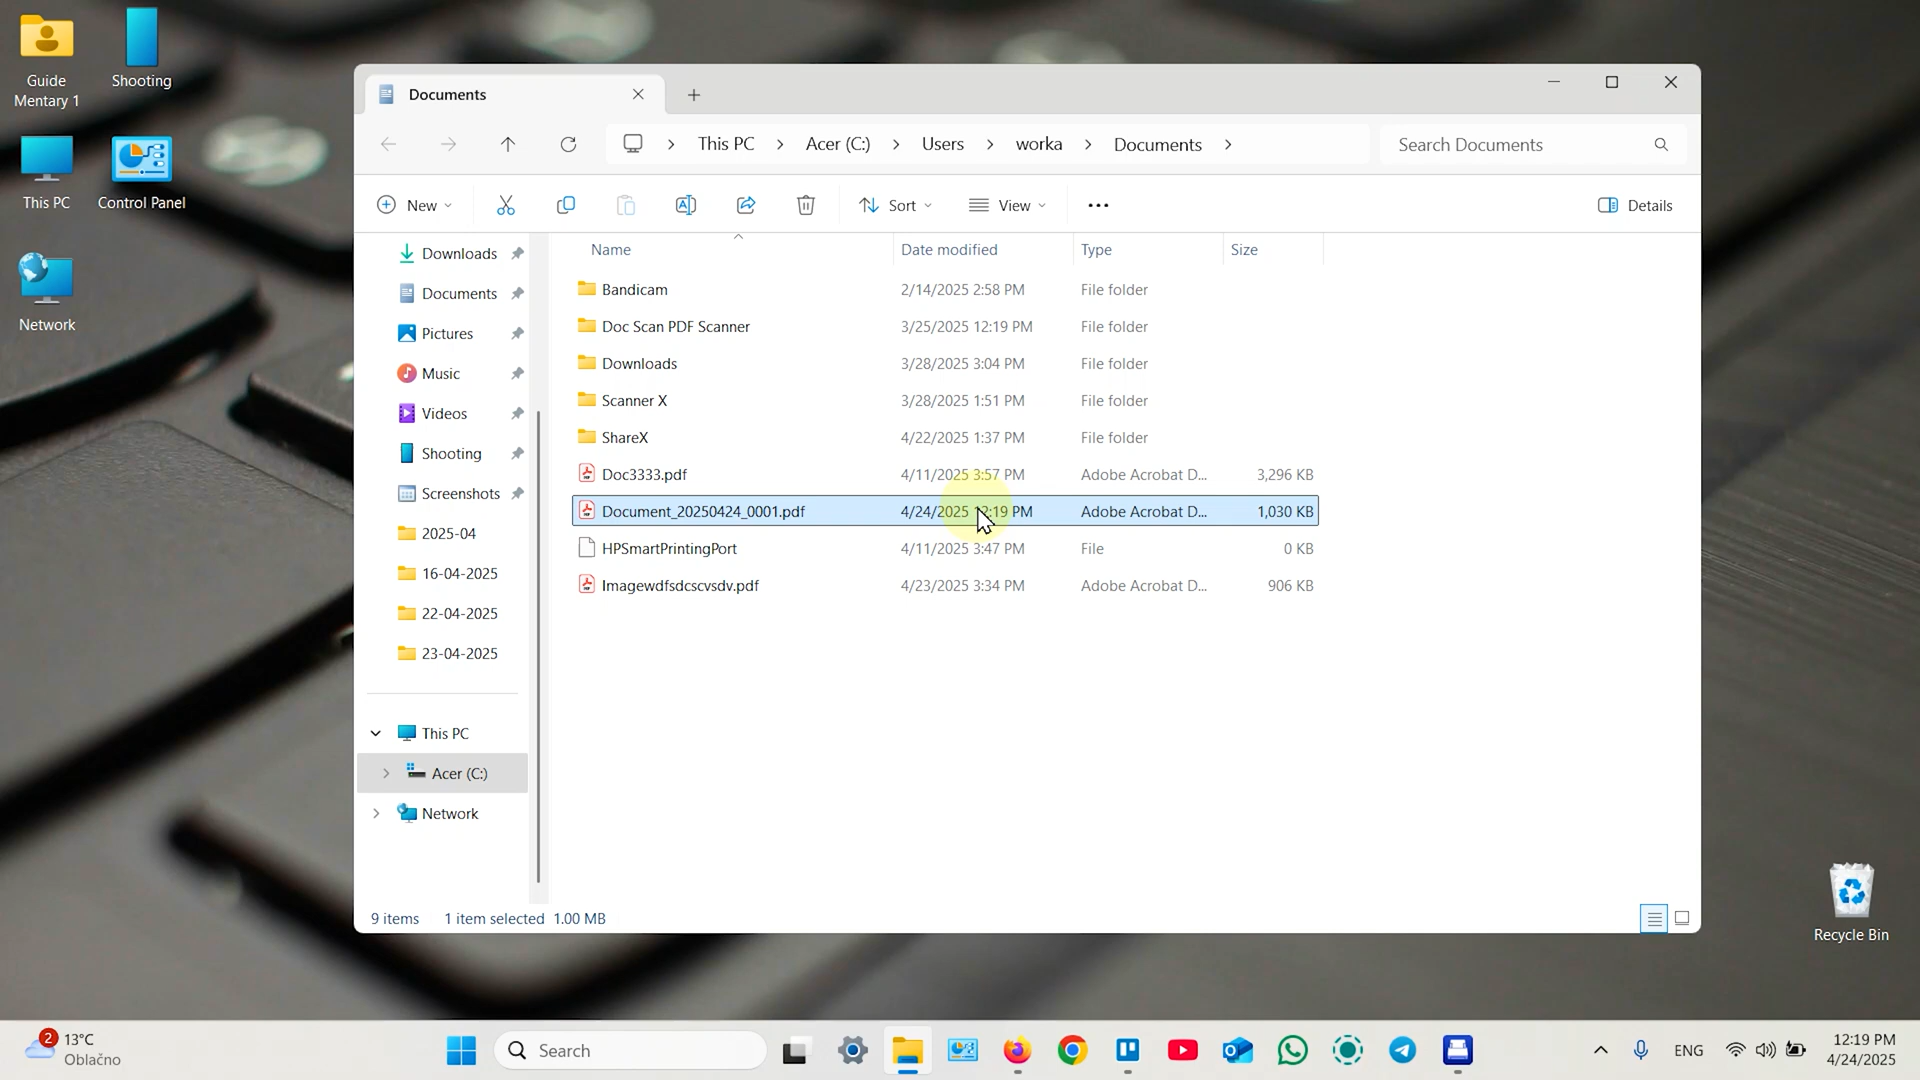 Guide
Mentary 1
Shooting
This PC
Control Panel
Network
Documents
This PC
Acer (C:)
Users
worka
Documents
Search Documents
New
Sort
View
Details
Downloads
Documents
Pictures
Music
Videos
Shooting
Screenshots
2025-04
16-04-2025
22-04-2025
23-04-2025
This PC
Acer (C:)
Network
Name Date modified Type Size
Bandicam 2/14/2025 2:58 PM File folder
Doc Scan PDF Scanner 3/25/2025 12:19 PM File folder
Downloads 3/28/2025 3:04 PM File folder
Scanner X 3/28/2025 1:51 PM File folder
ShareX 4/22/2025 1:37 PM File folder
Doc3333.pdf 4/11/2025 3:57 PM Adobe Acrobat D... 3,296 KB
Document_20250424_0001.pdf 4/24/2025 12:19 PM Adobe Acrobat D... 1,030 KB
HPSmartPrintingPort 4/11/2025 3:47 PM File 0 KB
Imagewdfsdcscvsdv.pdf 4/23/2025 3:34 PM Adobe Acrobat D... 906 KB
9 items 1 item selected 1.00 MB
Recycle Bin
2
13°C
Oblačno
Search
ENG
12:19 PM
4/24/2025